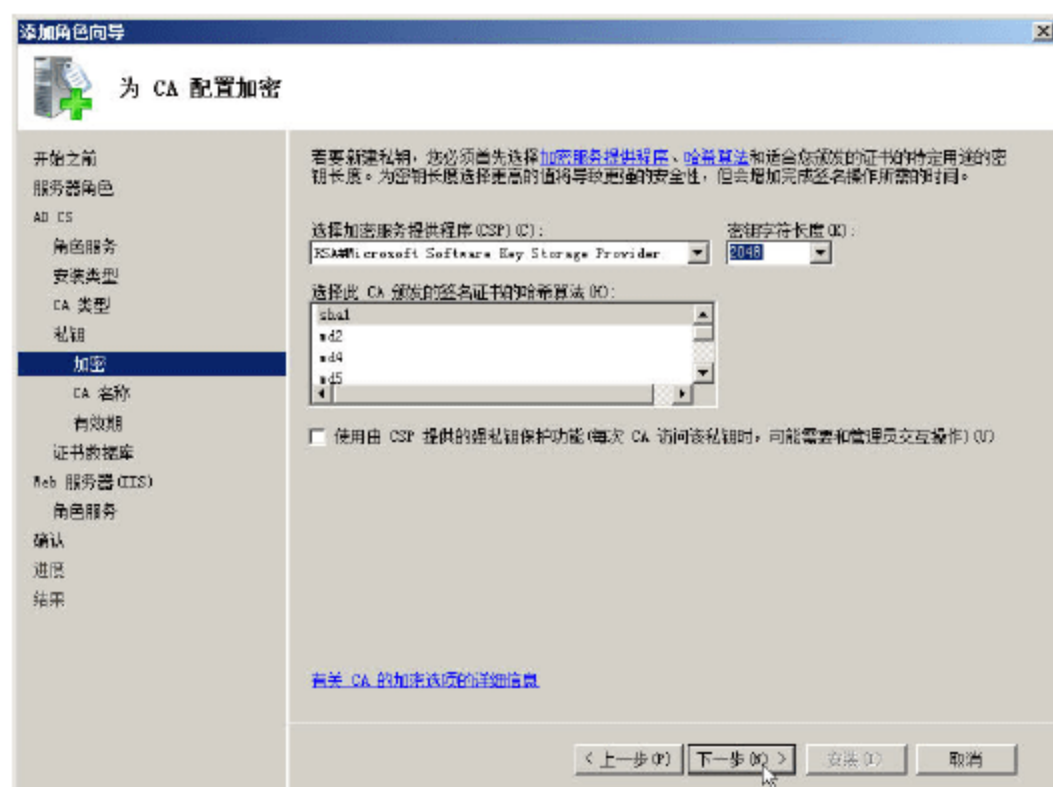 添加角色向导
为 CA 配置加密
开始之前
服务器角色
AD CS
角色服务
安装类型
CA 类型
私钥
加密
CA 名称
有效期
证书数据库
Web 服务器(IIS)
角色服务
确认
进度
结果
若要新建私钥，您必须首先选择加密服务提供程序、哈希算法和适合您颁发的证书的特定用途的密
钥长度。为密钥长度选择更高的值将导致更强的安全性，但会增加完成签名操作所需的时间。
选择加密服务提供程序(CSP)(C):
密钥字符长度(K):
RSA#Microsoft Software Key Storage Provider
2048
选择此 CA 颁发的签名证书的哈希算法(H):
sha1
md2
md4
md5
使用由 CSP 提供的强私钥保护功能(每次 CA 访问该私钥时，可能需要和管理员交互操作)(U)
有关 CA 的加密选项的详细信息
< 上一步(P)
下一步(N) >
安装(I)
取消